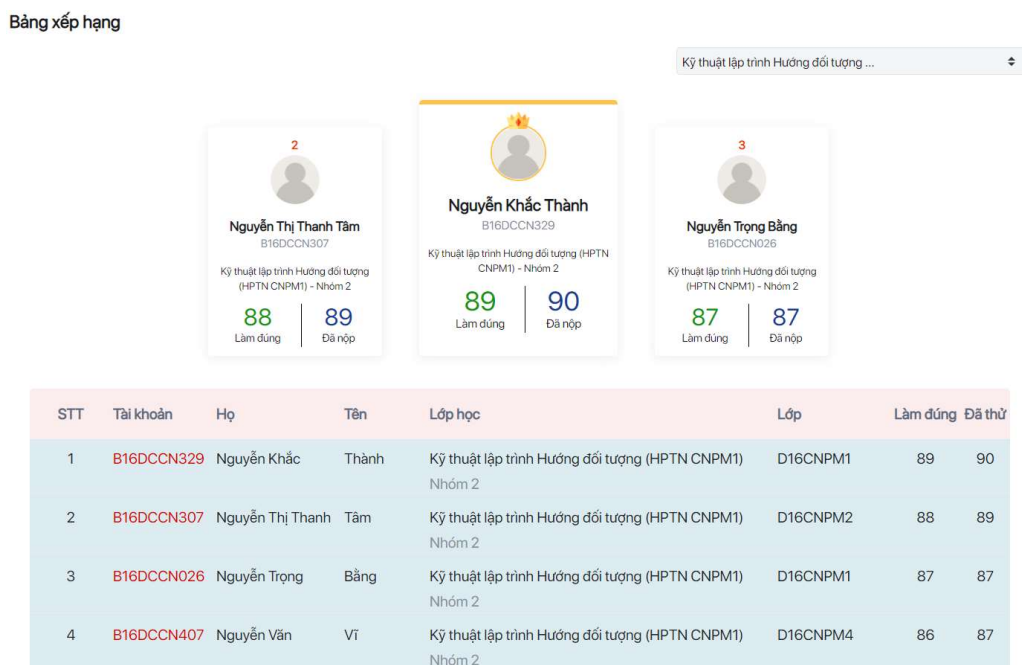 Bảng xếp hạng
Kỹ thuật lập trình Hướng đối tượng ...
2
Nguyễn Thị Thanh Tâm
B16DCCN307
Kỹ thuật lập trình Hướng đối tượng
(HPTN CNPM1) - Nhóm 2
88 89
Làm đúng Đã nộp
Nguyễn Khắc Thành
B16DCCN329
Kỹ thuật lập trình Hướng đối tượng (HPTN
CNPM1) - Nhóm 2
89 90
Làm đúng Đã nộp
3
Nguyễn Trọng Bằng
B16DCCN026
Kỹ thuật lập trình Hướng đối tượng
(HPTN CNPM1) - Nhóm 2
87 87
Làm đúng Đã nộp
STT Tài khoản Họ Tên Lớp học Lớp Làm đúng Đã thử
1 B16DCCN329 Nguyễn Khắc Thành Kỹ thuật lập trình Hướng đối tượng (HPTN CNPM1) D16CNPM1 89 90
Nhóm 2
2 B16DCCN307 Nguyễn Thị Thanh Tâm Kỹ thuật lập trình Hướng đối tượng (HPTN CNPM1) D16CNPM2 88 89
Nhóm 2
3 B16DCCN026 Nguyễn Trọng Bằng Kỹ thuật lập trình Hướng đối tượng (HPTN CNPM1) D16CNPM1 87 87
Nhóm 2
4 B16DCCN407 Nguyễn Văn Vĩ Kỹ thuật lập trình Hướng đối tượng (HPTN CNPM1) D16CNPM4 86 87
Nhóm 2